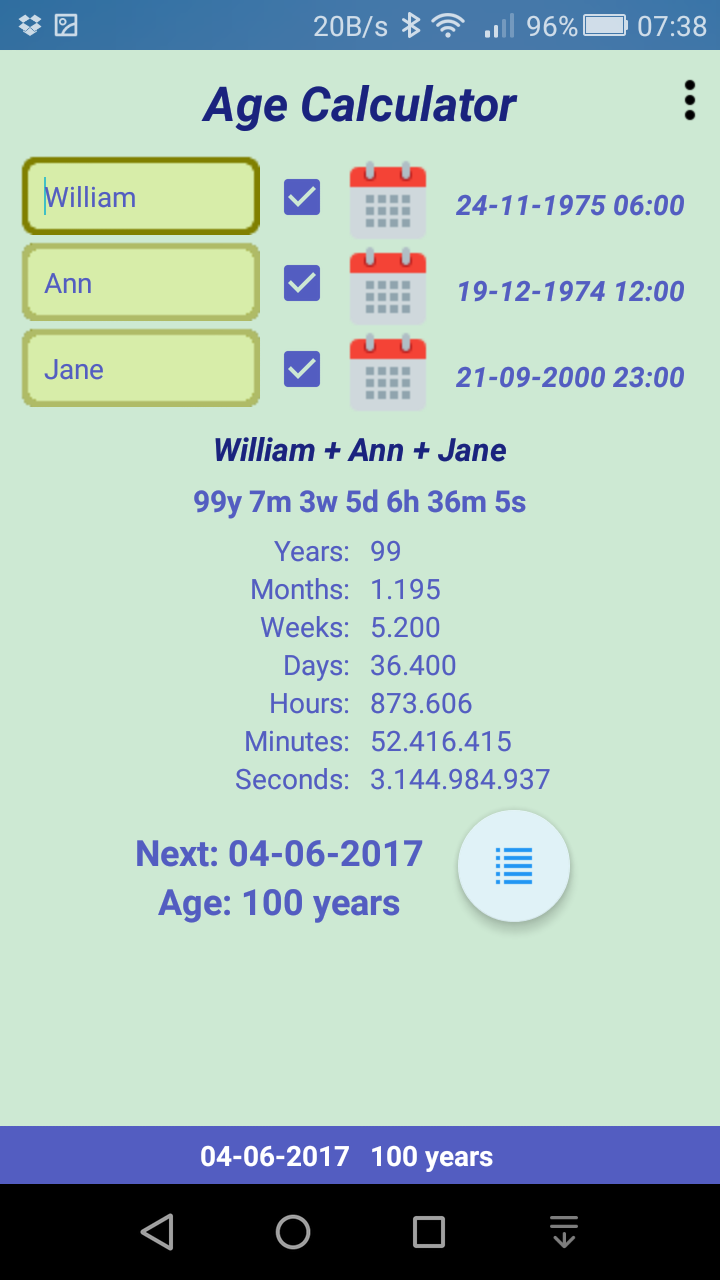 20B/s 96% 07:38
Age Calculator
William 24-11-1975 06:00
Ann 19-12-1974 12:00
Jane 21-09-2000 23:00
William + Ann + Jane
99y 7m 3w 5d 6h 36m 5s
Years: 99
Months: 1.195
Weeks: 5.200
Days: 36.400
Hours: 873.606
Minutes: 52.416.415
Seconds: 3.144.984.937
Next: 04-06-2017
Age: 100 years
04-06-2017 100 years